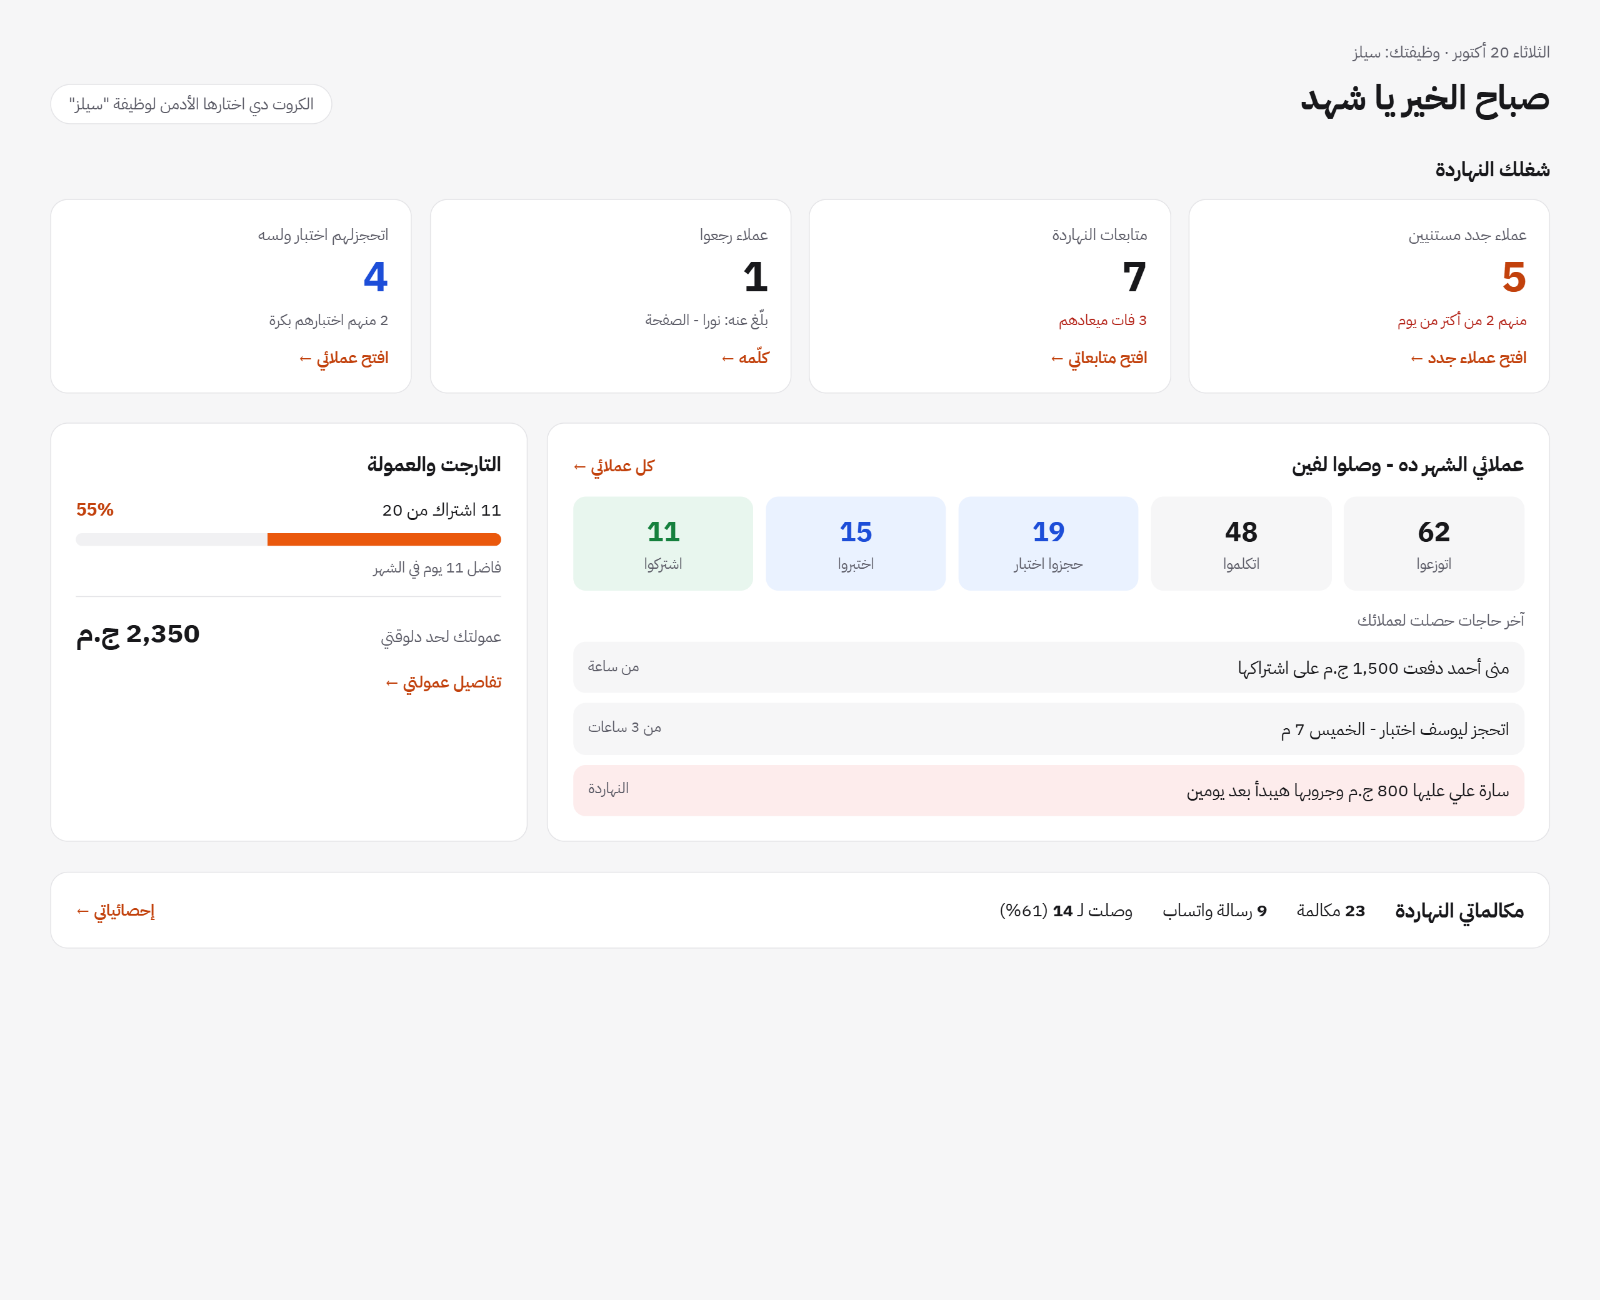 الثلاثاء 20 أكتوبر · وظيفتك: سيلز
صباح الخير يا شهد
الكروت دي اختارها الأدمن لوظيفة "سيلز"
شغلك النهاردة
عملاء جدد مستنيين
5
منهم 2 من أكتر من يوم
افتح عملاء جدد ←
متابعات النهاردة
7
3 فات ميعادهم
افتح متابعاتي ←
عملاء رجعوا
1
بلّغ عنه: نورا - الصفحة
كلّمه ←
اتحجزلهم اختبار ولسه
4
2 منهم اختبارهم بكرة
افتح عملائي ←
عملائي الشهر ده - وصلوا لفين
كل عملائي ←
62
اتوزعوا
48
اتكلموا
19
حجزوا اختبار
15
اختبروا
11
اشتركوا
آخر حاجات حصلت لعملائك
منى أحمد دفعت 1,500 ج.م على اشتراكها
من ساعة
اتحجز ليوسف اختبار - الخميس 7 م
من 3 ساعات
سارة علي عليها 800 ج.م وجروبها هيبدأ بعد يومين
النهاردة
التارجت والعمولة
11 اشتراك من 20
55%
فاضل 11 يوم في الشهر
عمولتك لحد دلوقتي
2,350 ج.م
تفاصيل عمولتي ←
مكالماتي النهاردة
23 مكالمة
9 رسالة واتساب
وصلت لـ 14 (61%)
إحصائياتي ←